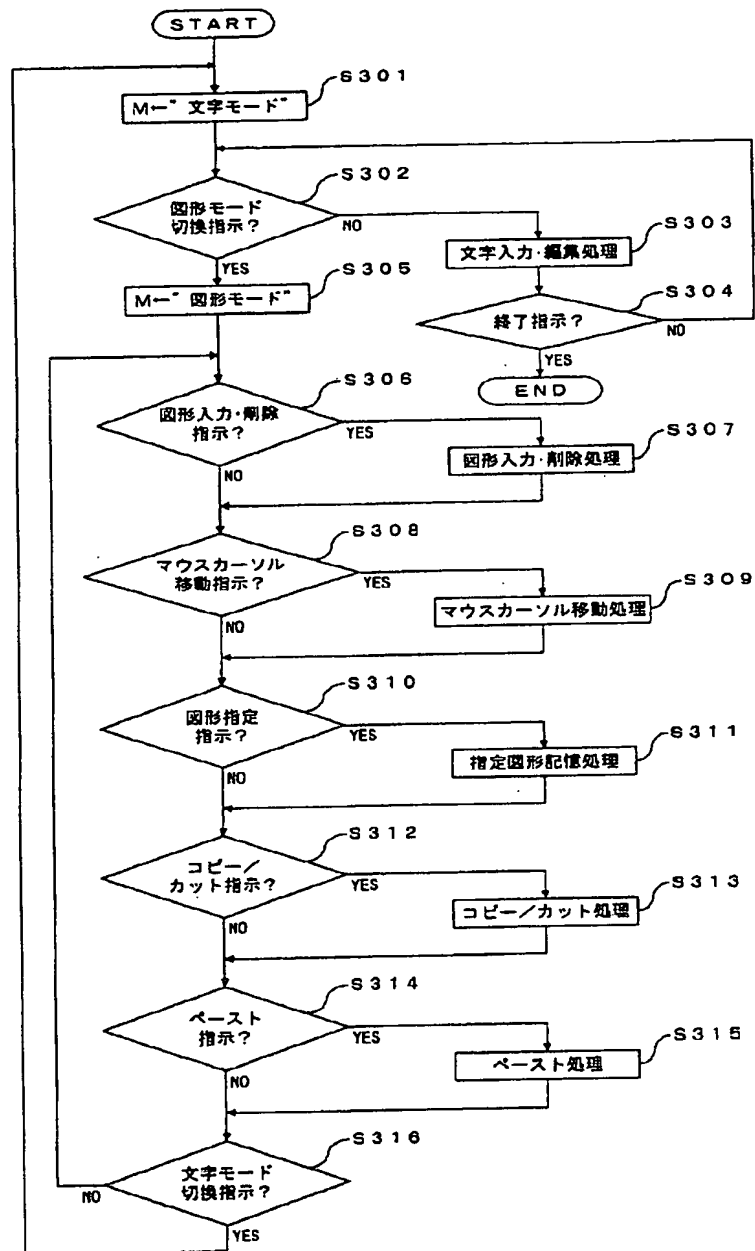 START
S301
M←"文字モード"
S302
図形モード
切換指示?
NO
YES
S303
文字入力・編集処理
S304
終了指示?
NO
YES
END
S305
M←"図形モード"
S306
図形入力・削除
指示?
YES
NO
S307
図形入力・削除処理
S308
マウスカーソル
移動指示?
YES
NO
S309
マウスカーソル移動処理
S310
図形指定
指示?
YES
NO
S311
指定図形記憶処理
S312
コピー/
カット指示?
YES
NO
S313
コピー/カット処理
S314
ペースト
指示?
YES
NO
S315
ペースト処理
S316
文字モード
切換指示?
NO
YES